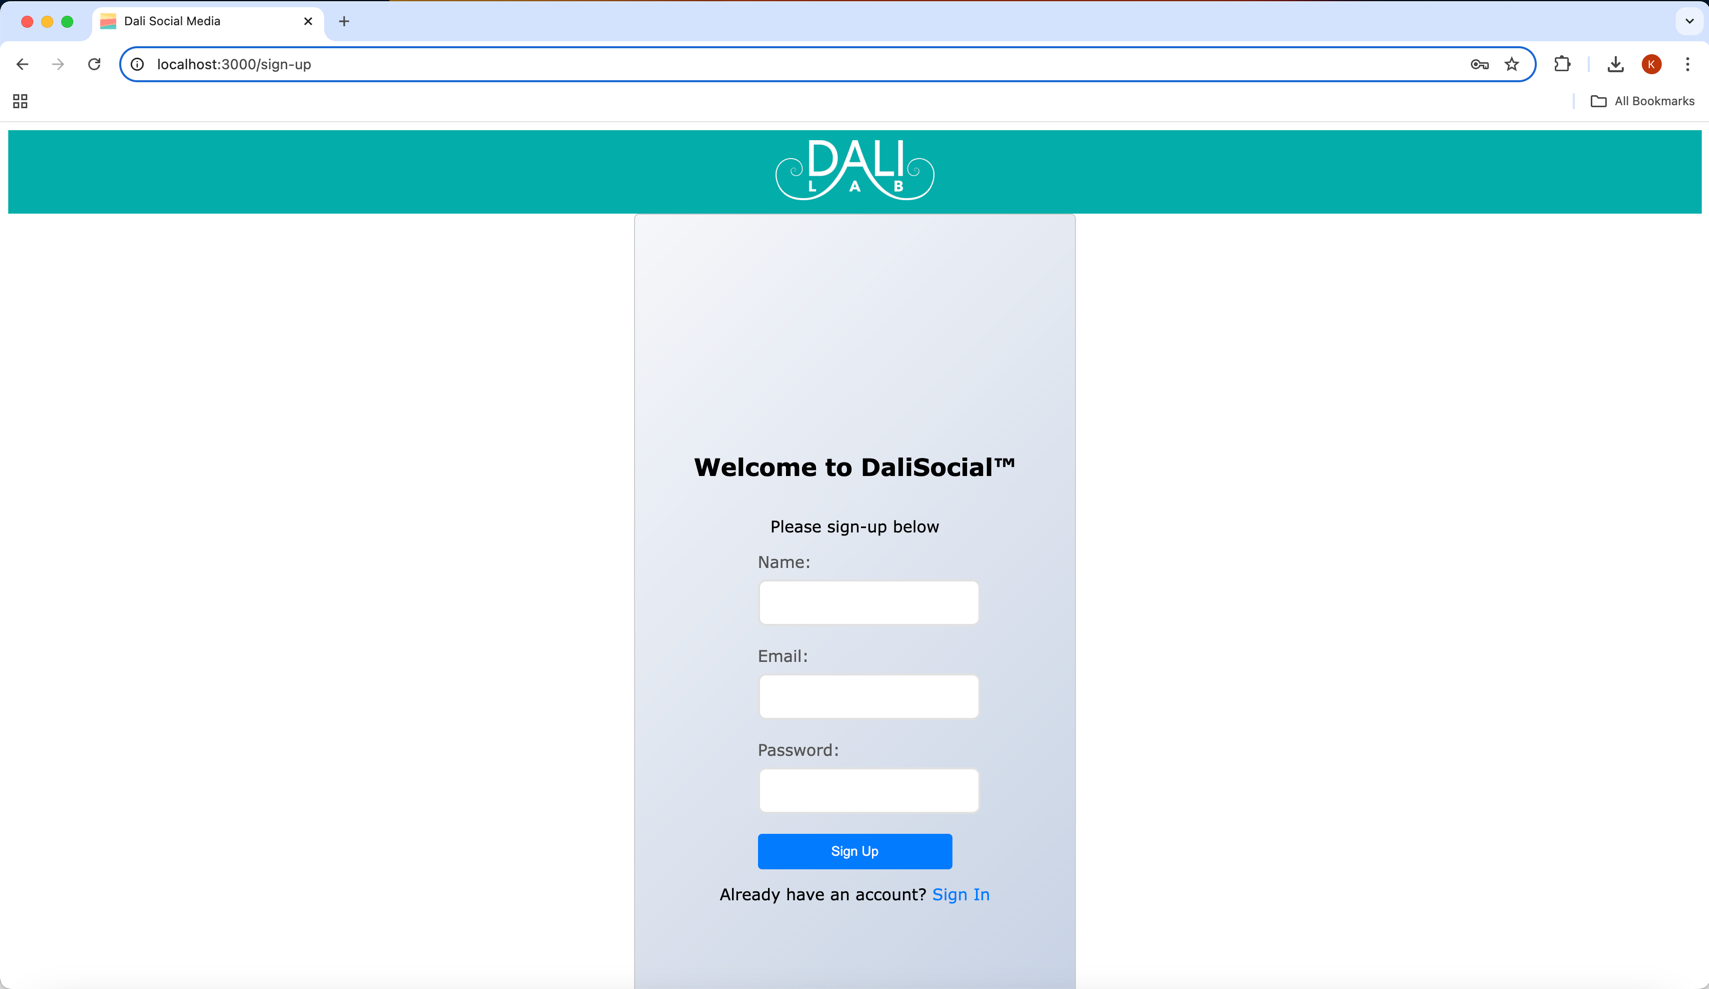 Dali Social Media
localhost:3000/sign-up
K
All Bookmarks
DALI
LAB
Welcome to DaliSocial™
Please sign-up below
Name:
Email:
Password:
Sign Up
Already have an account? Sign In